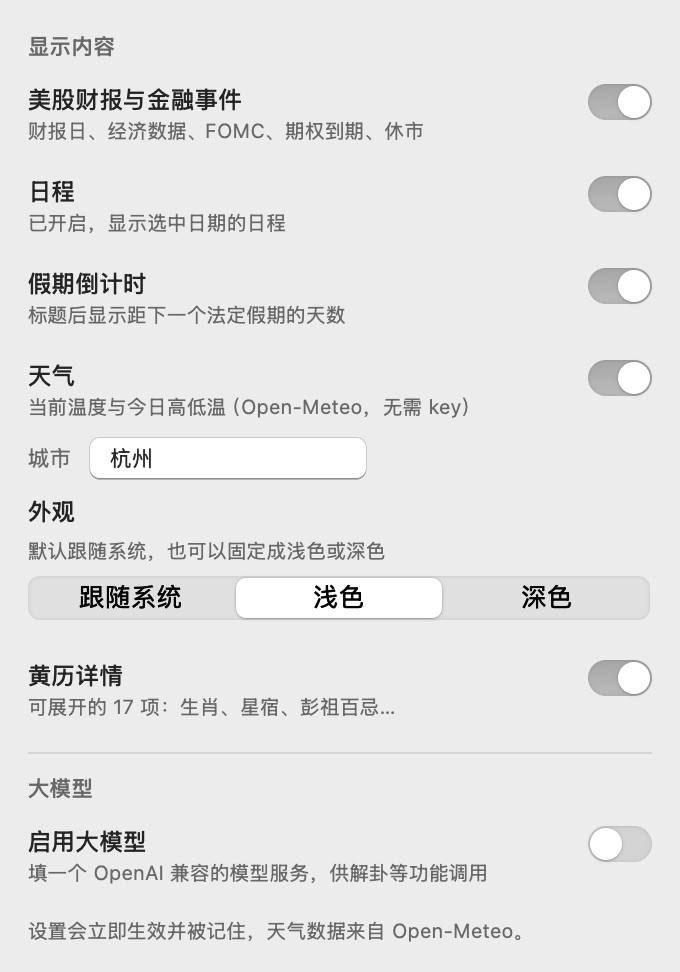 显示内容
美股财报与金融事件
财报日、经济数据、FOMC、期权到期、休市
日程
已开启，显示选中日期的日程
假期倒计时
标题后显示距下一个法定假期的天数
天气
当前温度与今日高低温（Open-Meteo，无需 key）
城市 杭州
外观
默认跟随系统，也可以固定成浅色或深色
跟随系统 浅色 深色
黄历详情
可展开的 17 项：生肖、星宿、彭祖百忌...
大模型
启用大模型
填一个 OpenAI 兼容的模型服务，供解卦等功能调用
设置会立即生效并被记住，天气数据来自 Open-Meteo。